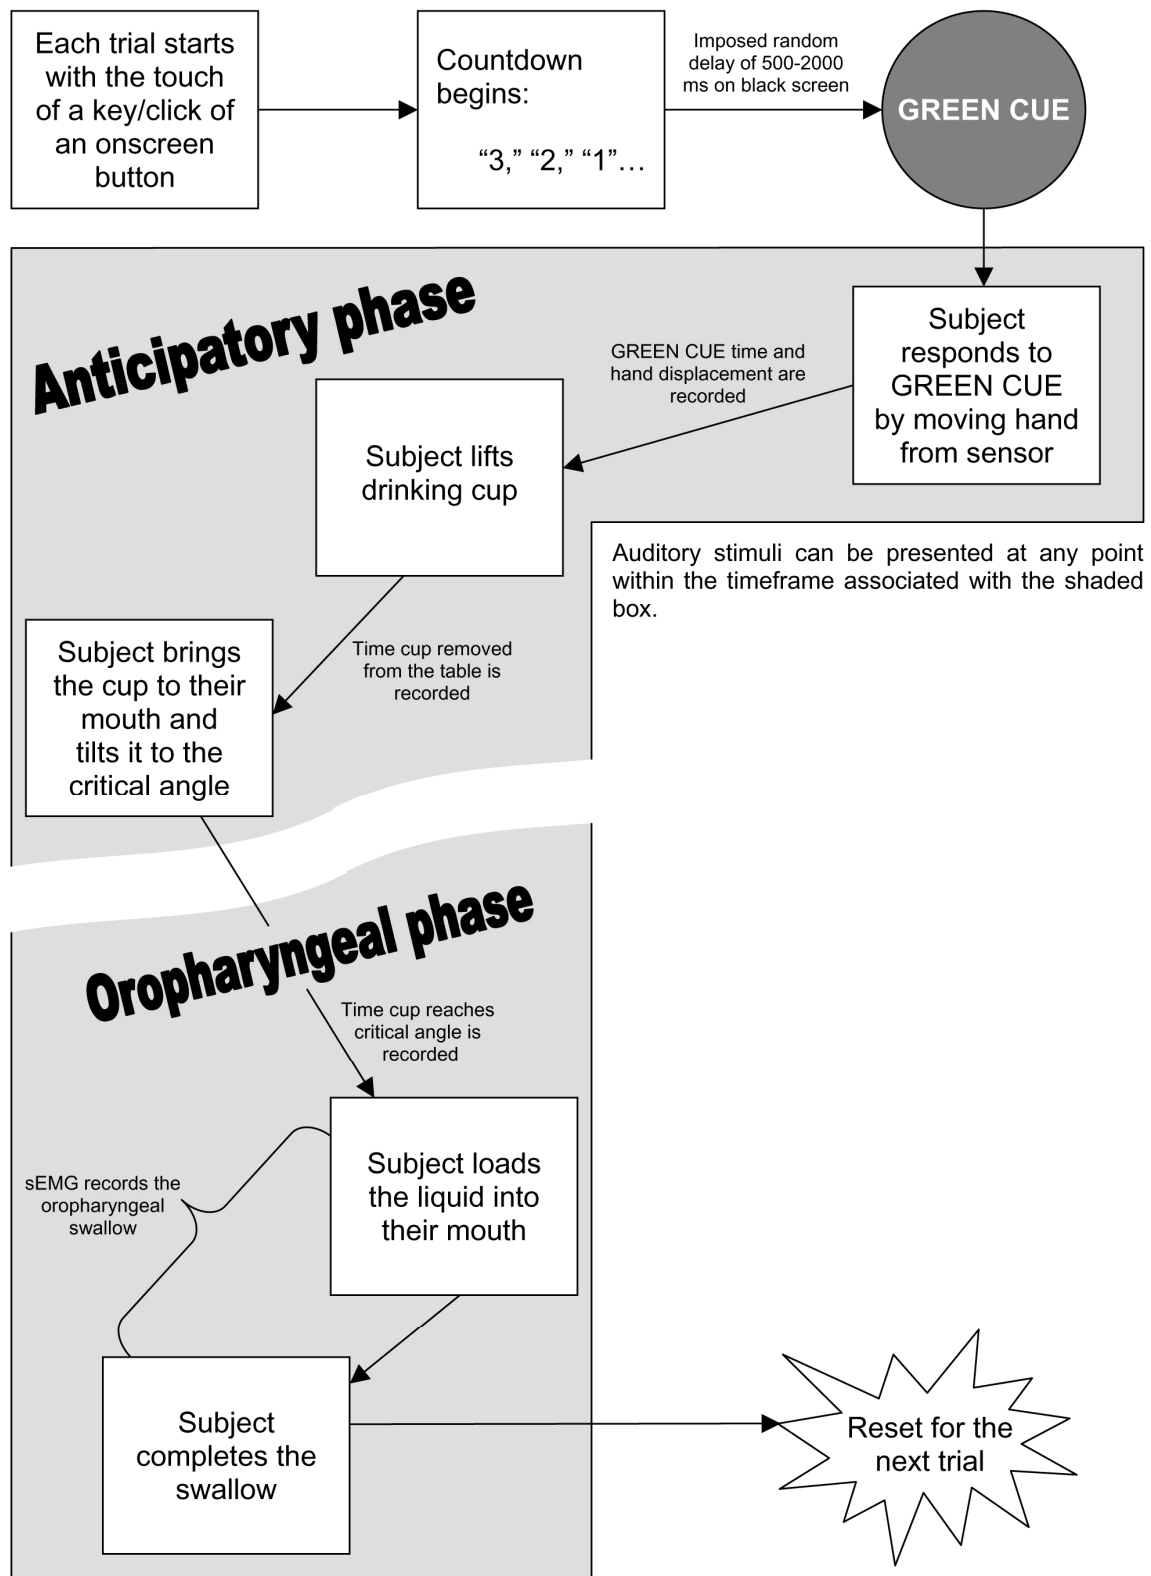 Each trial starts
with the touch
of a key/click of
an onscreen
button
Countdown
begins:
“3,” “2,” “1”…
Imposed random
delay of 500-2000
ms on black screen
GREEN CUE
Anticipatory phase
Subject
responds to
GREEN CUE
by moving hand
from sensor
GREEN CUE time and
hand displacement are
recorded
Subject lifts
drinking cup
Auditory stimuli can be presented at any point
within the timeframe associated with the shaded
box.
Time cup removed
from the table is
recorded
Subject brings
the cup to their
mouth and
tilts it to the
critical angle
Oropharyngeal phase
Time cup reaches
critical angle is
recorded
Subject loads
the liquid into
their mouth
sEMG records the
oropharyngeal
swallow
Subject
completes the
swallow
Reset for the
next trial